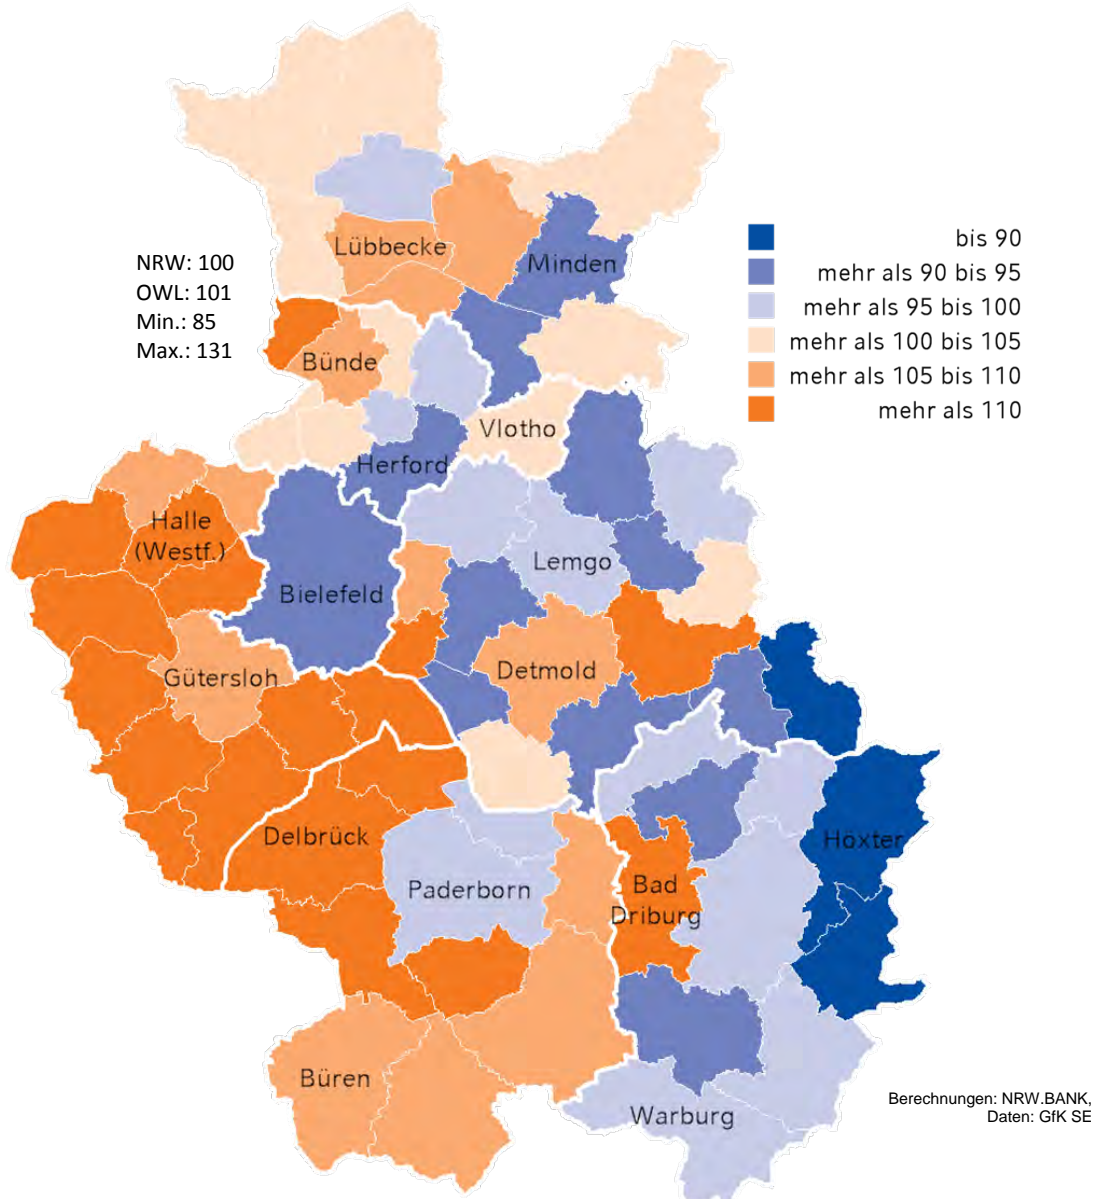 Lübbecke
Minden
NRW: 100
OWL: 101
Min.: 85
Max.: 131
bis 90
mehr als 90 bis 95
mehr als 95 bis 100
mehr als 100 bis 105
mehr als 105 bis 110
mehr als 110
Bünde
Vlotho
Herford
Halle
(Westf.)
Lemgo
Bielefeld
Gütersloh
Detmold
Delbrück
Höxter
Paderborn
Bad
Driburg
Büren
Warburg
Berechnungen: NRW.BANK,
Daten: GfK SE